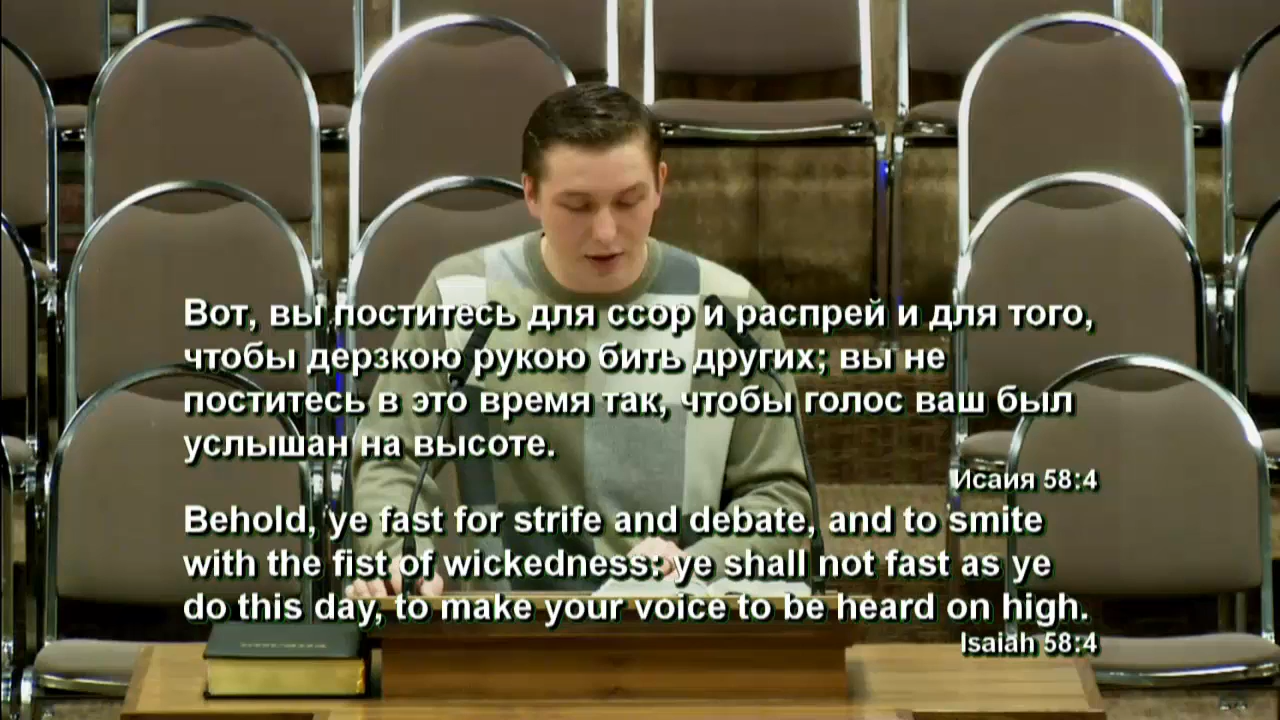 Вот, вы поститесь для ссор и распрей и для того,
чтобы дерзкою рукою бить других; вы не
поститесь в это время так, чтобы голос ваш был
услышан на высоте.
Исаия 58:4
Behold, ye fast for strife and debate, and to smite
with the fist of wickedness: ye shall not fast as ye
do this day, to make your voice to be heard on high.
Isaiah 58:4